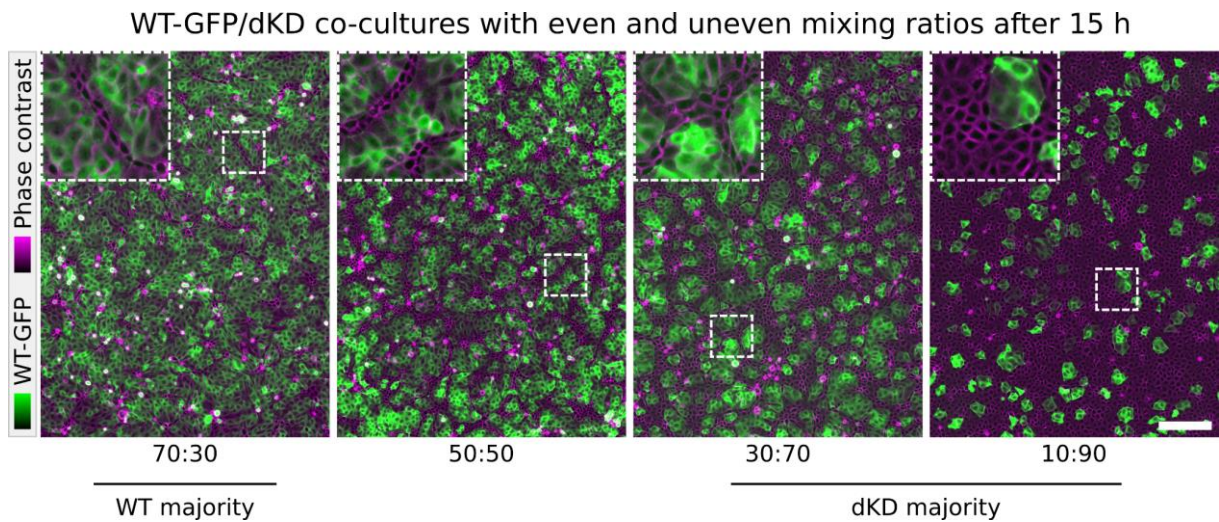 WT-GFP/dKD co-cultures with even and uneven mixing ratios after 15 h
WT-GFP
Phase contrast
70:30
50:50
30:70
10:90
WT majority
dKD majority